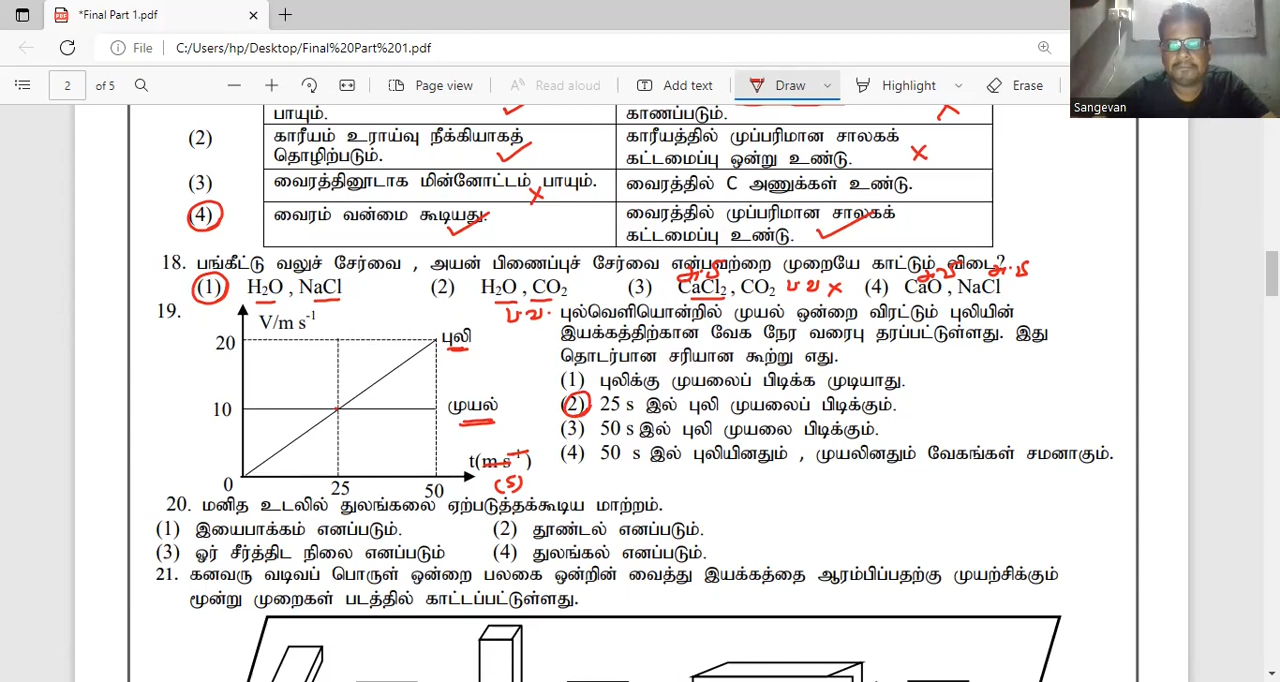 *Final Part 1.pdf
File C:/Users/hp/Desktop/Final%20Part%201.pdf
2 of 5 Page view Read aloud Add text Draw Highlight Erase
Sangevan
பாயும். காணப்படும்.
(2) காரீயம் உராய்வு நீக்கியாகத் காரீயத்தில் முப்பரிமான சாலகக்
தொழிற்படும். கட்டமைப்பு ஒன்று உண்டு.
(3) வைரத்தினூடாக மின்னோட்டம் பாயும். வைரத்தில் C அணுக்கள் உண்டு.
(4) வைரம் வன்மை கூடியது. வைரத்தில் முப்பரிமான சாலகக்
கட்டமைப்பு உண்டு.
18. பங்கீட்டு வலுச் சேர்வை , அயன் பிணைப்புச் சேர்வை என்பவற்றை முறையே காட்டும் விடை?
அ.பி அ.பி அ.பி
(1) H2O , NaCl (2) H2O , CO2 (3) CaCl2, CO2 ப வ (4) CaO , NaCl
ப வ.
19. V/m s-1 புல்வெளியொன்றில் முயல் ஒன்றை விரட்டும் புலியின்
20 புலி இயக்கத்திற்கான வேக நேர வரைபு தரப்பட்டுள்ளது. இது
தொடர்பான சரியான கூற்று எது.
(1) புலிக்கு முயலைப் பிடிக்க முடியாது.
10 முயல் (2) 25 s இல் புலி முயலைப் பிடிக்கும்.
(3) 50 s இல் புலி முயலை பிடிக்கும்.
t(m s-1) (4) 50 s இல் புலியினதும் , முயலினதும் வேகங்கள் சமனாகும்.
0 25 50 (s)
20. மனித உடலில் துலங்கலை ஏற்படுத்தக்கூடிய மாற்றம்.
(1) இயைபாக்கம் எனப்படும். (2) தூண்டல் எனப்படும்.
(3) ஓர் சீர்த்திட நிலை எனப்படும் (4) துலங்கல் எனப்படும்.
21. கனவரு வடிவப் பொருள் ஒன்றை பலகை ஒன்றின் வைத்து இயக்கத்தை ஆரம்பிப்பதற்கு முயற்சிக்கும்
மூன்று முறைகள் படத்தில் காட்டப்பட்டுள்ளது.